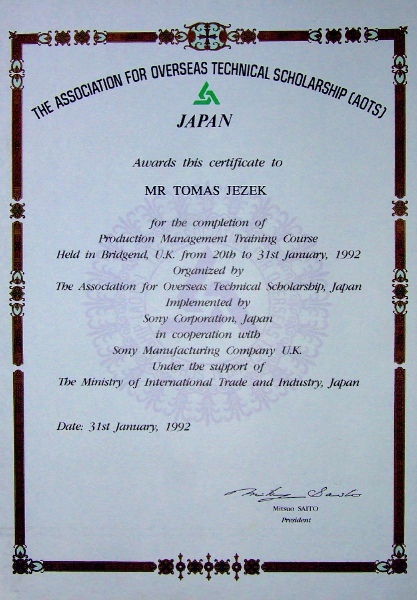 THE ASSOCIATION FOR OVERSEAS TECHNICAL SCHOLARSHIP (AOTS)
JAPAN
Awards this certificate to
MR TOMAS JEZEK
for the completion of
Production Management Training Course
Held in Bridgend, U.K. from 20th to 31st January, 1992
Organized by
The Association for Overseas Technical Scholarship, Japan
Implemented by
Sony Corporation, Japan
in cooperation with
Sony Manufacturing Company U.K.
Under the support of
The Ministry of International Trade and Industry, Japan
Date: 31st January, 1992
Mitsuo Saito
Mitsuo SAITO
President